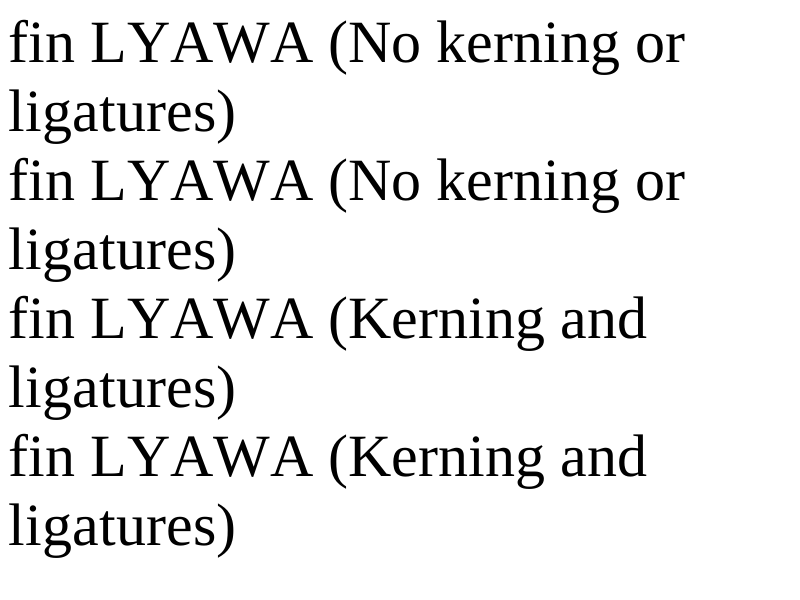 fin LYAWA (No kerning or
ligatures)
fin LYAWA (No kerning or
ligatures)
fin LYAWA (Kerning and
ligatures)
fin LYAWA (Kerning and
ligatures)